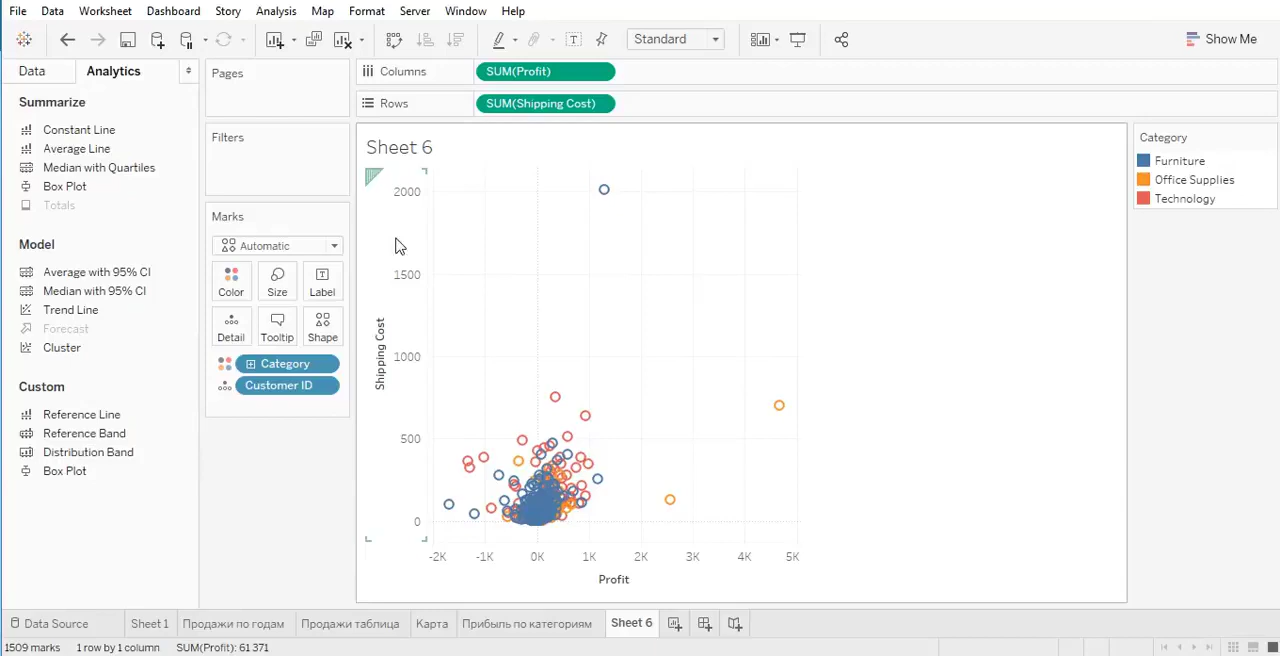 File Data Worksheet Dashboard Story Analysis Map Format Server Window Help
Standard
Show Me
Data Analytics
Summarize
Constant Line
Average Line
Median with Quartiles
Box Plot
Totals
Model
Average with 95% CI
Median with 95% CI
Trend Line
Forecast
Cluster
Custom
Reference Line
Reference Band
Distribution Band
Box Plot
Pages
Filters
Marks
Automatic
Color Size Label
Detail Tooltip Shape
Category
Customer ID
Columns SUM(Profit)
Rows SUM(Shipping Cost)
Sheet 6
2000
1500
1000
500
0
Shipping Cost
-2K -1K 0K 1K 2K 3K 4K 5K
Profit
Category
Furniture
Office Supplies
Technology
Data Source Sheet 1 Продажи по годам Продажи таблица Карта Прибыль по категориям Sheet 6
1509 marks 1 row by 1 column SUM(Profit): 61 371